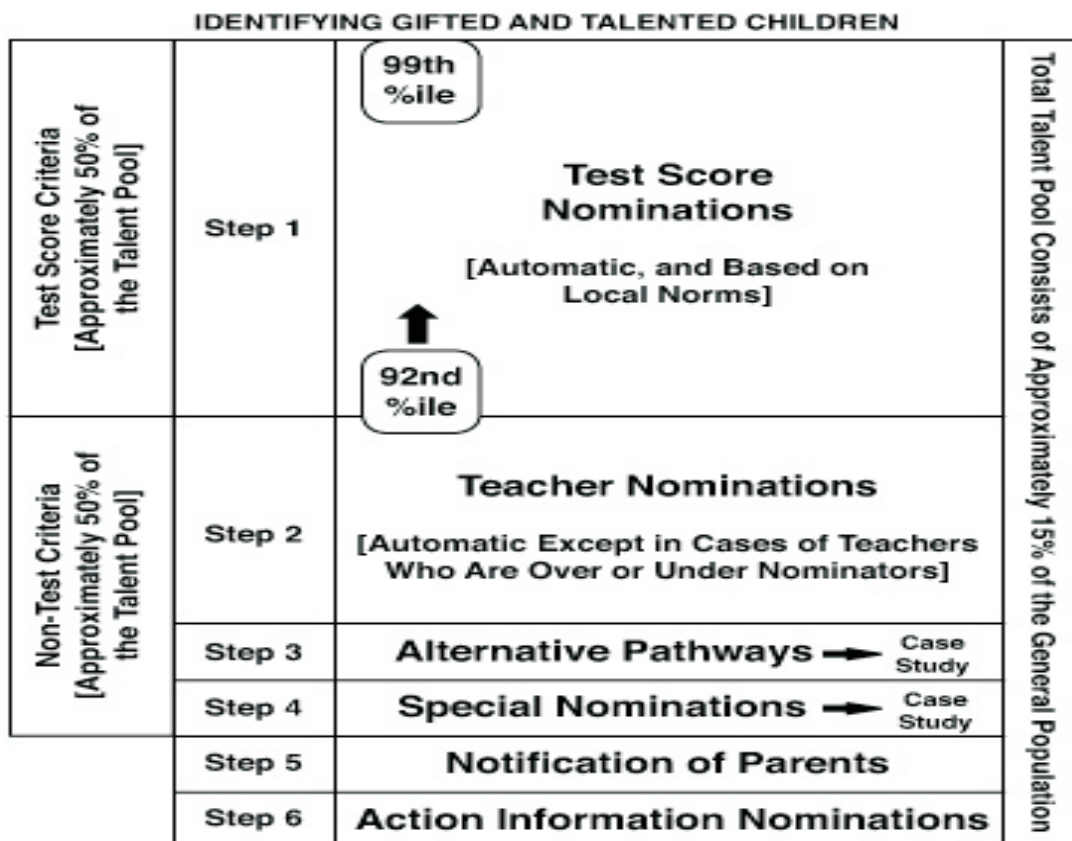 IDENTIFYING GIFTED AND TALENTED CHILDREN
Test Score Criteria
[Approximately 50% of
the Talent Pool]
Step 1
99th
%ile
Test Score
Nominations
[Automatic, and Based on
Local Norms]
92nd
%ile
Non-Test Criteria
[Approximately 50% of
the Talent Pool]
Step 2
Teacher Nominations
[Automatic Except in Cases of Teachers
Who Are Over or Under Nominators]
Step 3
Alternative Pathways
Case
Study
Step 4
Special Nominations
Case
Study
Step 5
Notification of Parents
Step 6
Action Information Nominations
Total Talent Pool Consists of Approximately 15% of the General Population